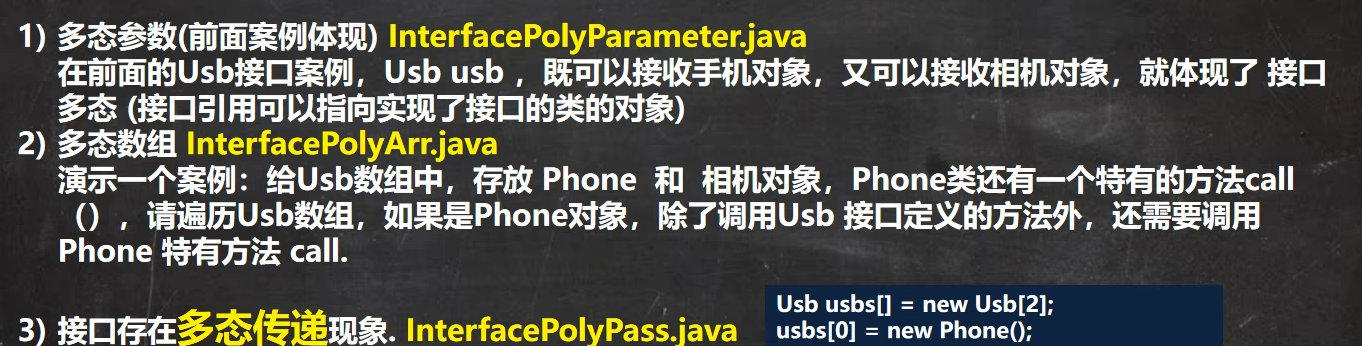 1) 多态参数(前面案例体现) InterfacePolyParameter.java
在前面的Usb接口案例，Usb usb ，既可以接收手机对象，又可以接收相机对象，就体现了 接口
多态 (接口引用可以指向实现了接口的类的对象)
2) 多态数组 InterfacePolyArr.java
演示一个案例：给Usb数组中，存放 Phone 和 相机对象，Phone类还有一个特有的方法call
（），请遍历Usb数组，如果是Phone对象，除了调用Usb 接口定义的方法外，还需要调用
Phone 特有方法 call.
3) 接口存在多态传递现象. InterfacePolyPass.java
Usb usbs[] = new Usb[2];
usbs[0] = new Phone();